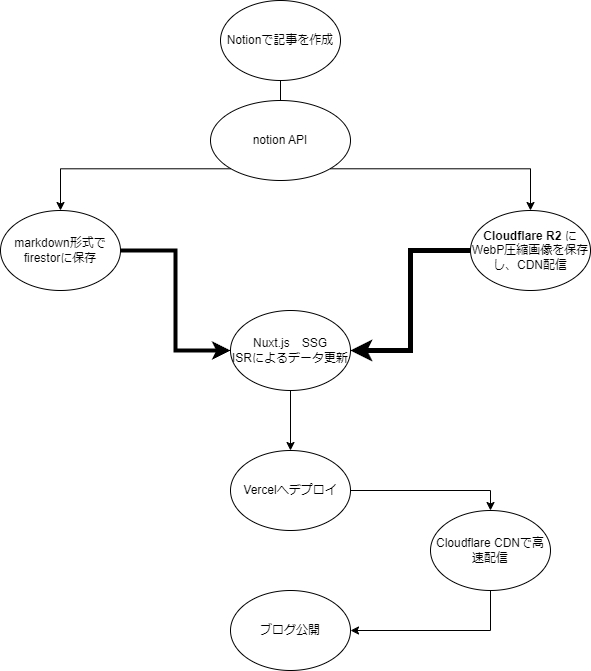 Notionで記事を作成
notion API
markdown形式で
firestorに保存
Cloudflare R2 に
WebP圧縮画像を保存
し、CDN配信
Nuxt.js　SSG
ISRによるデータ更新
Vercelへデプロイ
Cloudflare CDNで高
速配信
ブログ公開